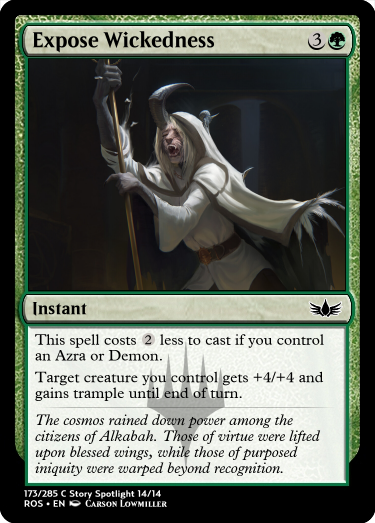 Expose Wickedness 3
Instant
This spell costs 2 less to cast if you control
an Azra or Demon.
Target creature you control gets +4/+4 and
gains trample until end of turn.
The cosmos rained down power among the
citizens of Alkabah. Those of virtue were lifted
upon blessed wings, while those of purposed
iniquity were warped beyond recognition.
173/285 C Story Spotlight 14/14
ROS • EN Carson Lowmiller